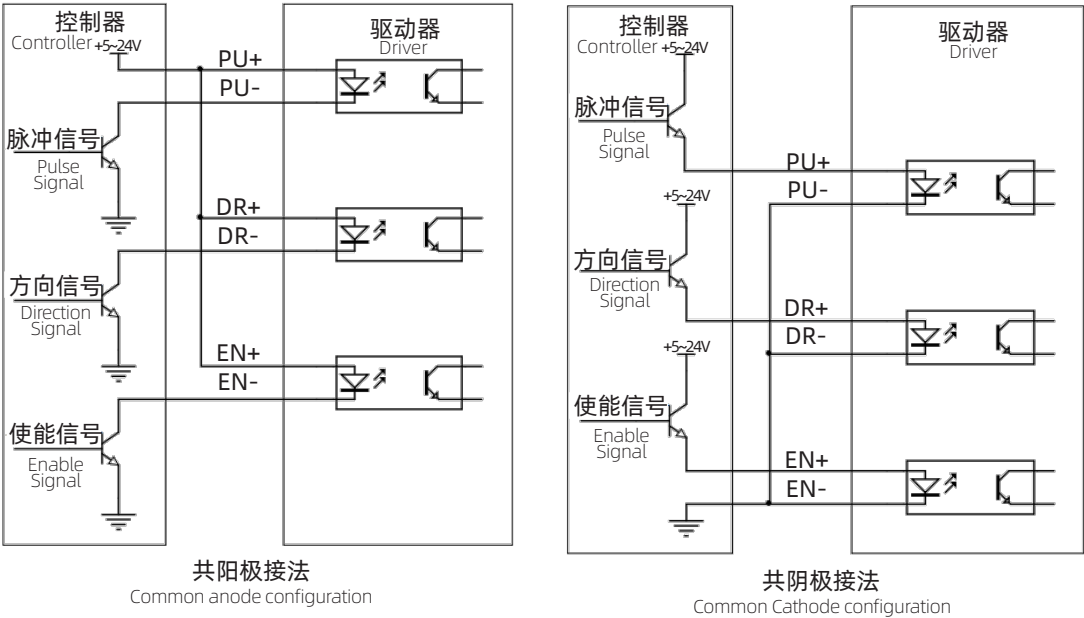 控制器
Controller
+5~24V
驱动器
Driver
PU+
PU-
脉冲信号
Pulse
Signal
DR+
DR-
方向信号
Direction
Signal
EN+
EN-
使能信号
Enable
Signal
共阳极接法
Common anode configuration
控制器
Controller
+5~24V
驱动器
Driver
脉冲信号
Pulse
Signal
PU+
PU-
+5~24V
方向信号
Direction
Signal
DR+
DR-
+5~24V
使能信号
Enable
Signal
EN+
EN-
共阴极接法
Common Cathode configuration